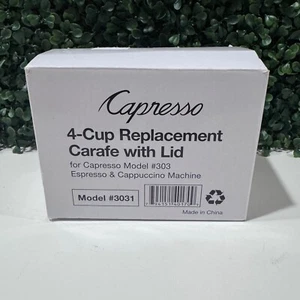 Capresso
4-Cup Replacement
Carafe with Lid
for Capresso Model #303
Espresso & Cappuccino Machine
Model #3031
Made in China